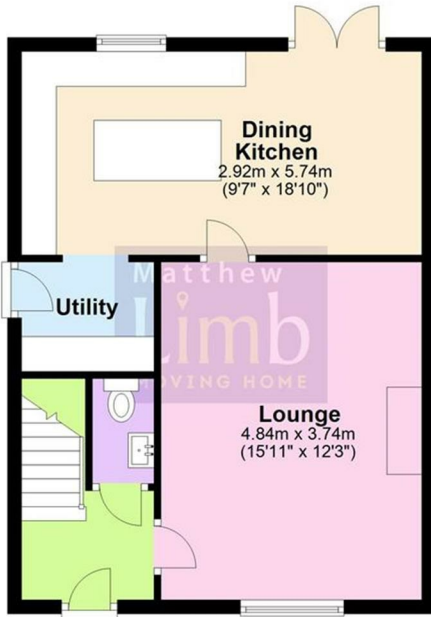 Dining
Kitchen
2.92m x 5.74m
(9'7" x 18'10")
Matthew
Limb
MOVING HOME
Utility
Lounge
4.84m x 3.74m
(15'11" x 12'3")